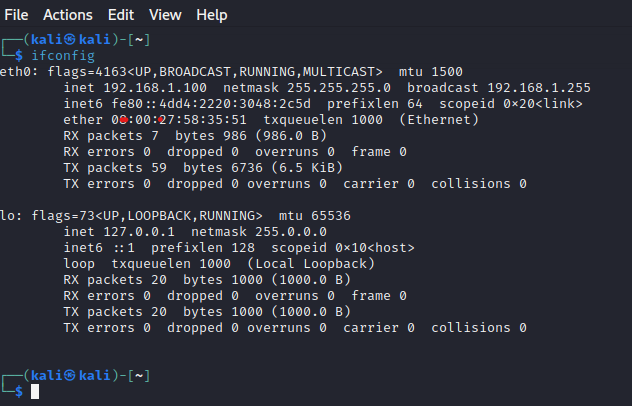 File Actions Edit View Help
┌──(kali㉿kali)-[~]
└─$ ifconfig
eth0: flags=4163<UP,BROADCAST,RUNNING,MULTICAST>  mtu 1500
        inet 192.168.1.100  netmask 255.255.255.0  broadcast 192.168.1.255
        inet6 fe80::4dd4:2220:3048:2c5d  prefixlen 64  scopeid 0×20<link>
        ether :00:27:58:35:51  txqueuelen 1000  (Ethernet)
        RX packets 7  bytes 986 (986.0 B)
        RX errors 0  dropped 0  overruns 0  frame 0
        TX packets 59  bytes 6736 (6.5 KiB)
        TX errors 0  dropped 0 overruns 0  carrier 0  collisions 0
lo: flags=73<UP,LOOPBACK,RUNNING>  mtu 65536
        inet 127.0.0.1  netmask 255.0.0.0
        inet6 ::1  prefixlen 128  scopeid 0×10<host>
        loop  txqueuelen 1000  (Local Loopback)
        RX packets 20  bytes 1000 (1000.0 B)
        RX errors 0  dropped 0  overruns 0  frame 0
        TX packets 20  bytes 1000 (1000.0 B)
        TX errors 0  dropped 0 overruns 0  carrier 0  collisions 0
┌──(kali㉿kali)-[~]
└─$